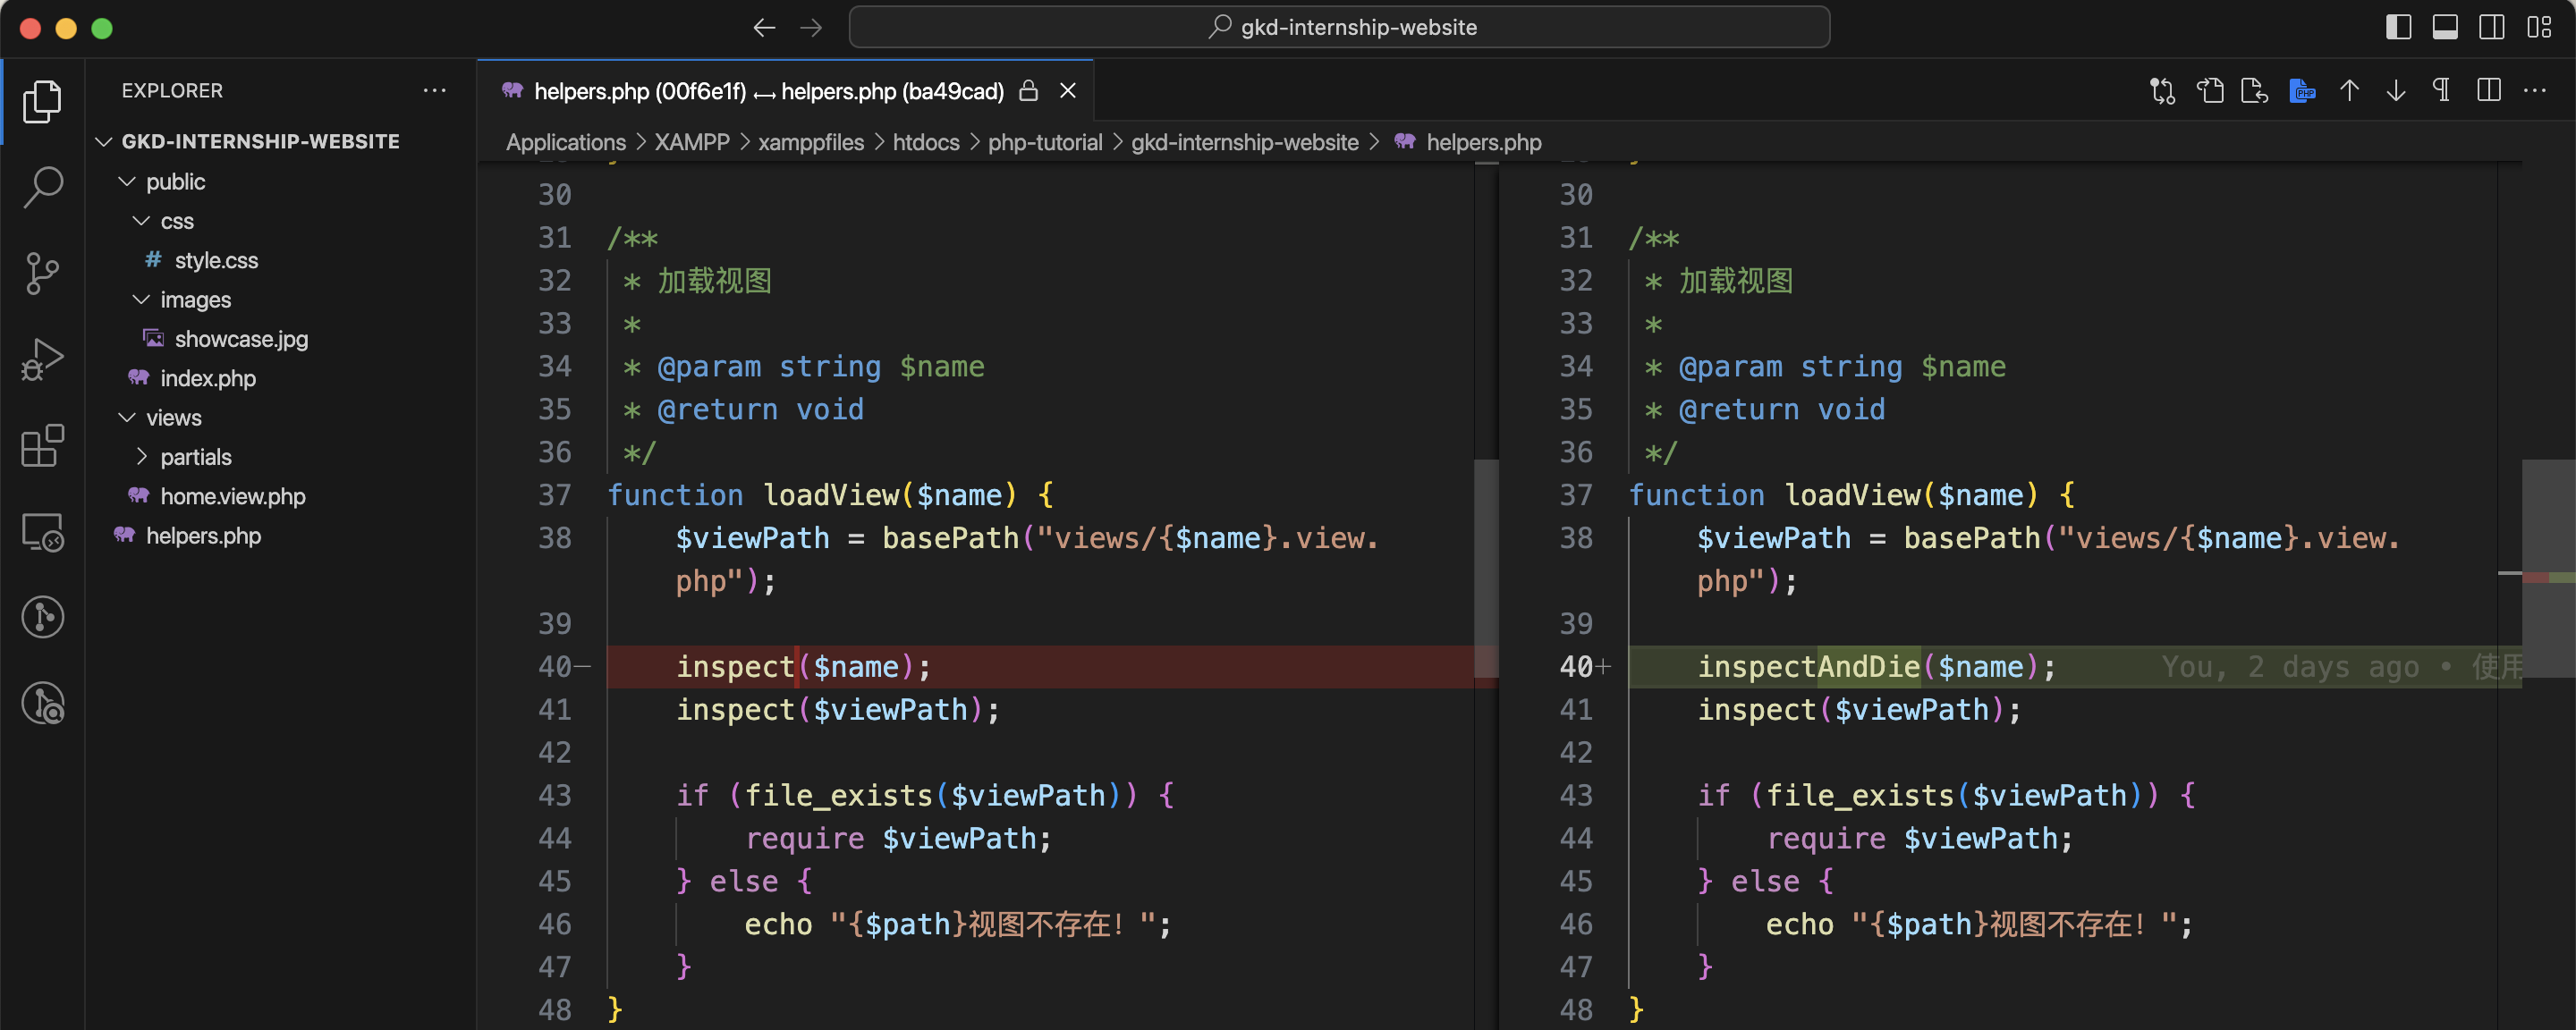 gkd-internship-website
EXPLORER
GKD-INTERNSHIP-WEBSITE
public
css
# style.css
images
showcase.jpg
index.php
views
partials
home.view.php
helpers.php
helpers.php (00f6e1f) ↔ helpers.php (ba49cad)
PHP
Applications > XAMPP > xamppfiles > htdocs > php-tutorial > gkd-internship-website > helpers.php
30
31 /**
32 * 加载视图
33 *
34 * @param string $name
35 * @return void
36 */
37 function loadView($name) {
38 $viewPath = basePath("views/{$name}.view.
php");
39
40— inspect($name);
41 inspect($viewPath);
42
43 if (file_exists($viewPath)) {
44 require $viewPath;
45 } else {
46 echo "{$path}视图不存在！";
47 }
48 }
30
31 /**
32 * 加载视图
33 *
34 * @param string $name
35 * @return void
36 */
37 function loadView($name) {
38 $viewPath = basePath("views/{$name}.view.
php");
39
40+ inspectAndDie($name); You, 2 days ago • 使用
41 inspect($viewPath);
42
43 if (file_exists($viewPath)) {
44 require $viewPath;
45 } else {
46 echo "{$path}视图不存在！";
47 }
48 }